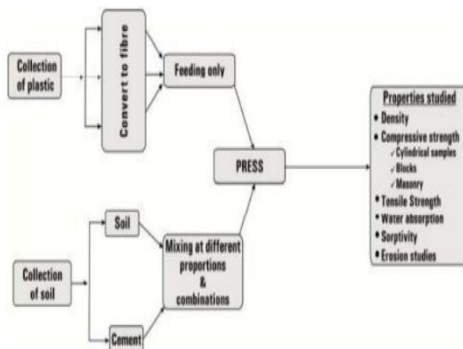 Collection
of plastic
Convert to fibre
Feeding only
PRESS
Collection
of soil
Soil
Cement
Mixing at different
proportions
&
combinations
Properties studied
• Density
• Compressive strength
✓Cylindrical samples
✓Blocks
✓Masonry
• Tensile Strength
• Water absorption
• Sorptivity
• Erosion studies